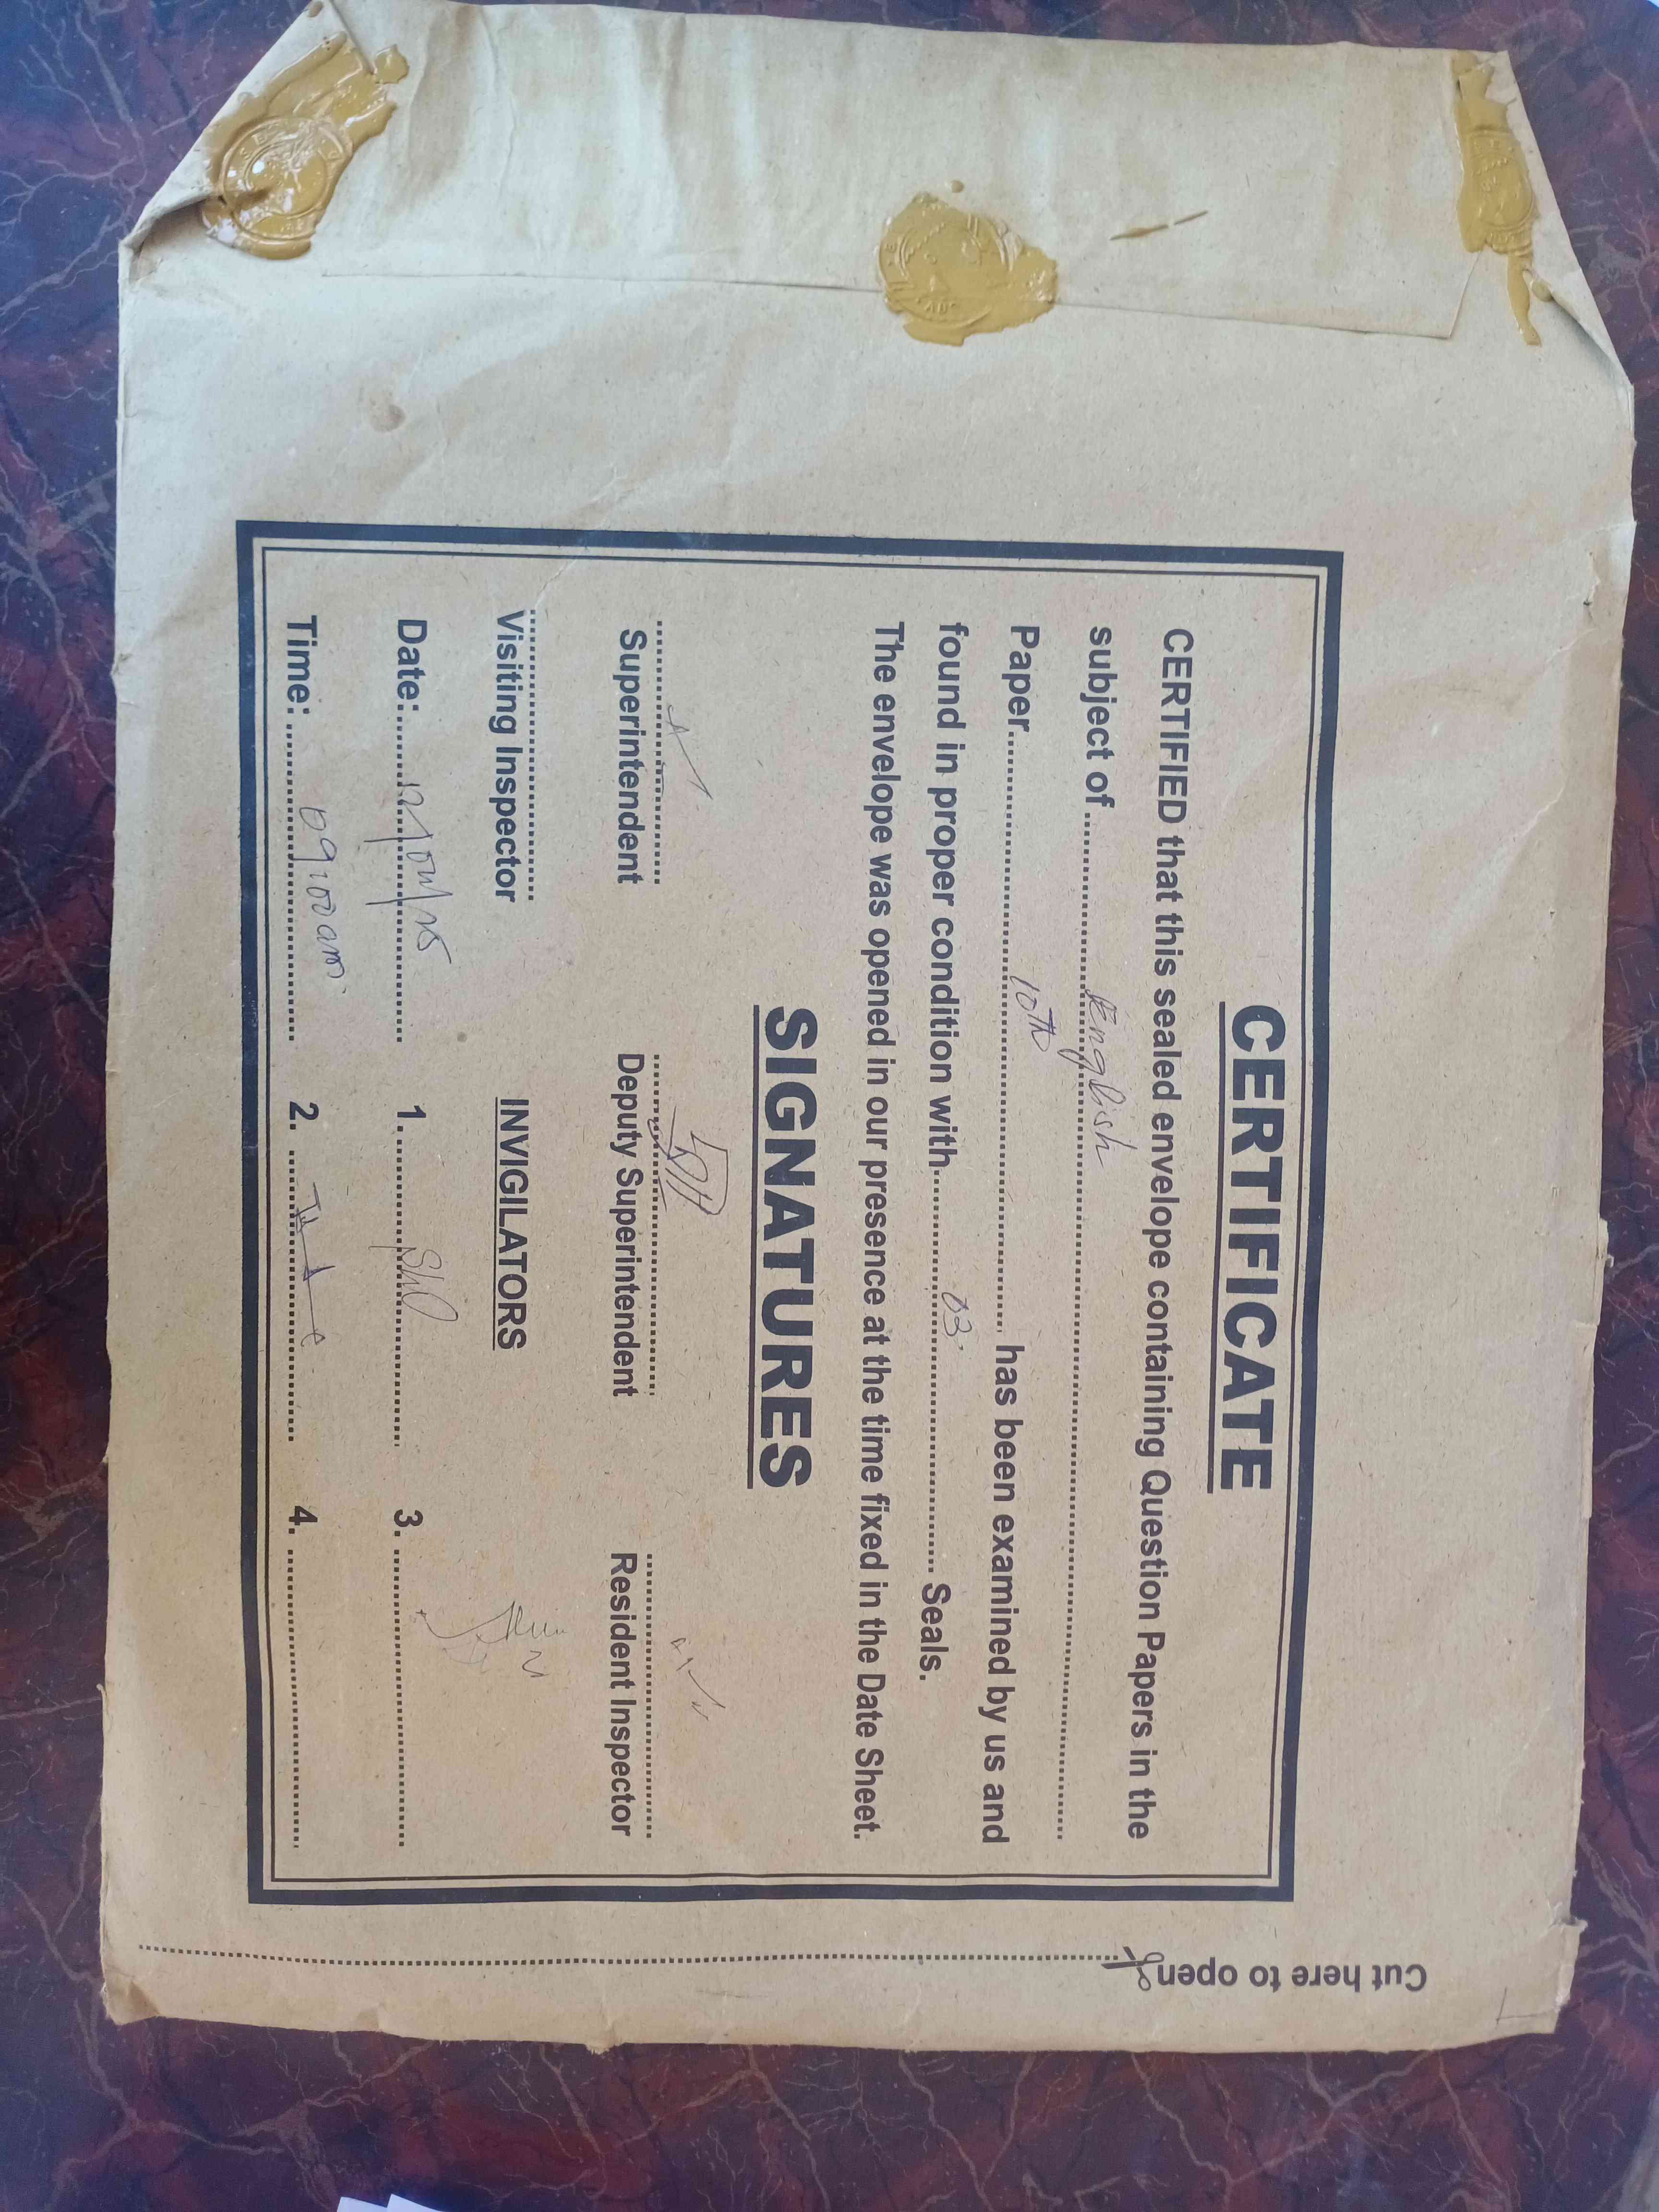 CERTIFICATE
CERTIFIED that this sealed envelope containing Question Papers in the
subject of ........ English ........
Paper ........ 10th ........ has been examined by us and
found in proper condition with ........ 03 ........ Seals.
The envelope was opened in our presence at the time fixed in the Date Sheet.
SIGNATURES
Superintendent Deputy Superintendent Resident Inspector
Visiting Inspector INVIGILATORS
Date: ........ 1. ........ 3. ........
Time: ........ 09:00 am ........ 2. ........ 4. ........
Cut here to open